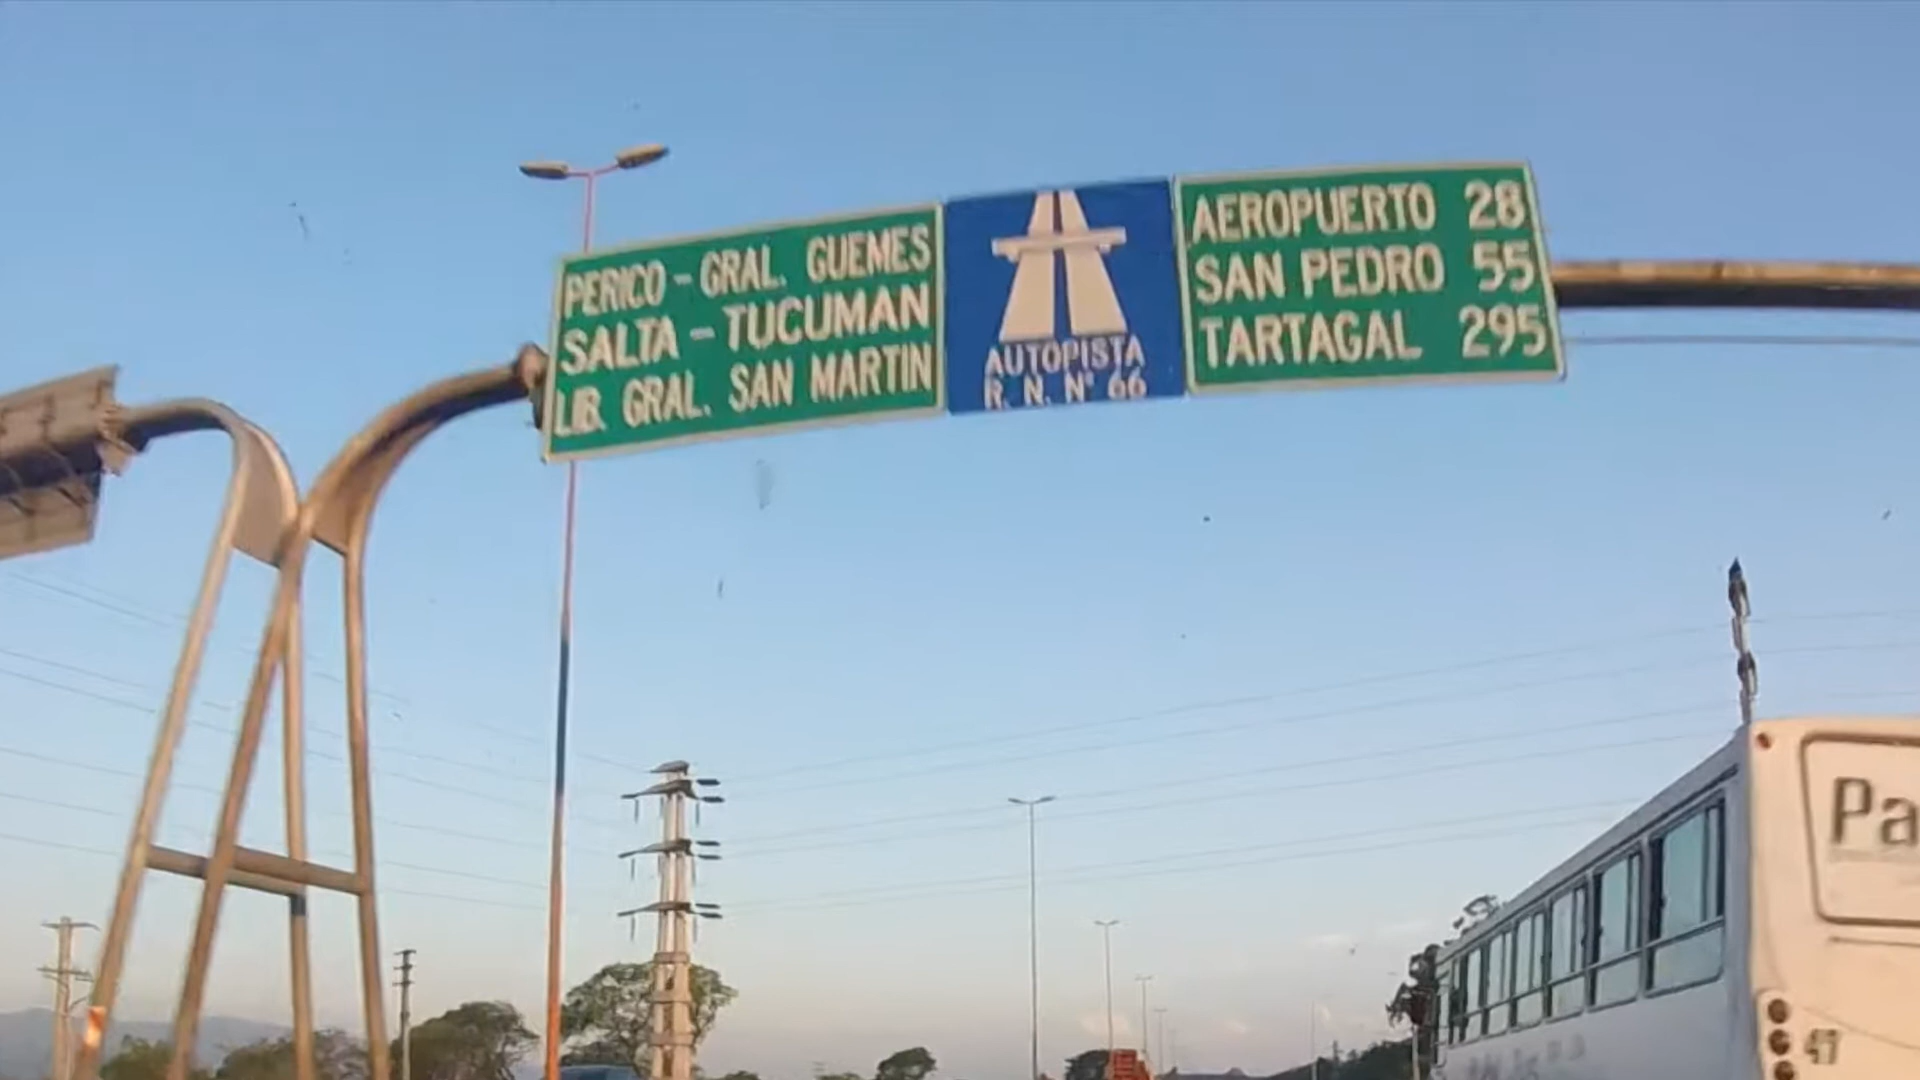 PERICO - GRAL. GUEMES
SALTA - TUCUMAN
LIB. GRAL. SAN MARTIN
AUTOPISTA
R. N. Nº 66
AEROPUERTO 28
SAN PEDRO 55
TARTAGAL 295
Pa
47